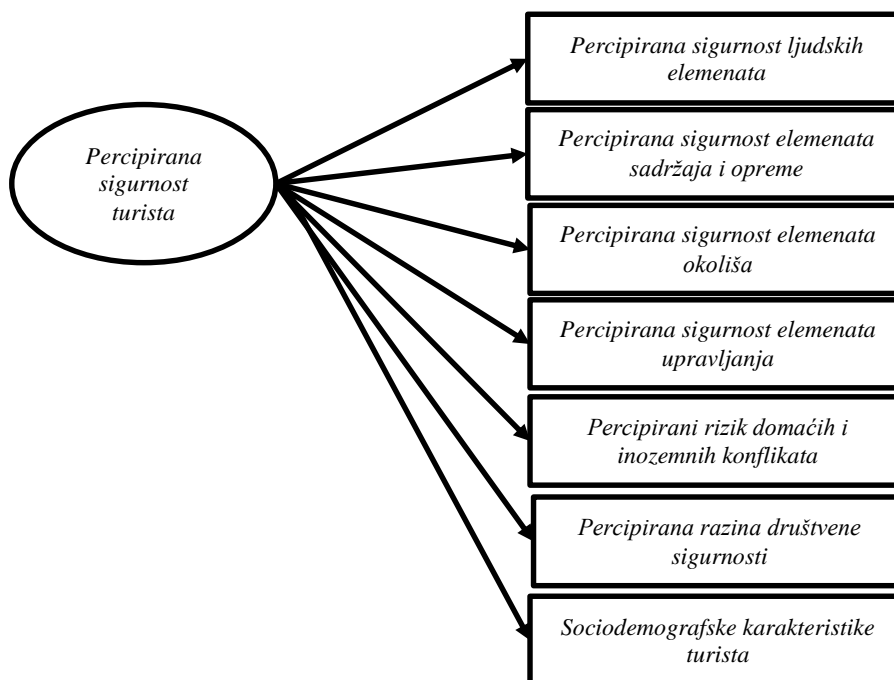 Percipirana
sigurnost
turista
Percipirana sigurnost ljudskih
elemenata
Percipirana sigurnost elemenata
sadržaja i opreme
Percipirana sigurnost elemenata
okoliša
Percipirana sigurnost elemenata
upravljanja
Percipirani rizik domaćih i
inozemnih konflikata
Percipirana razina društvene
sigurnosti
Sociodemografske karakteristike
turista